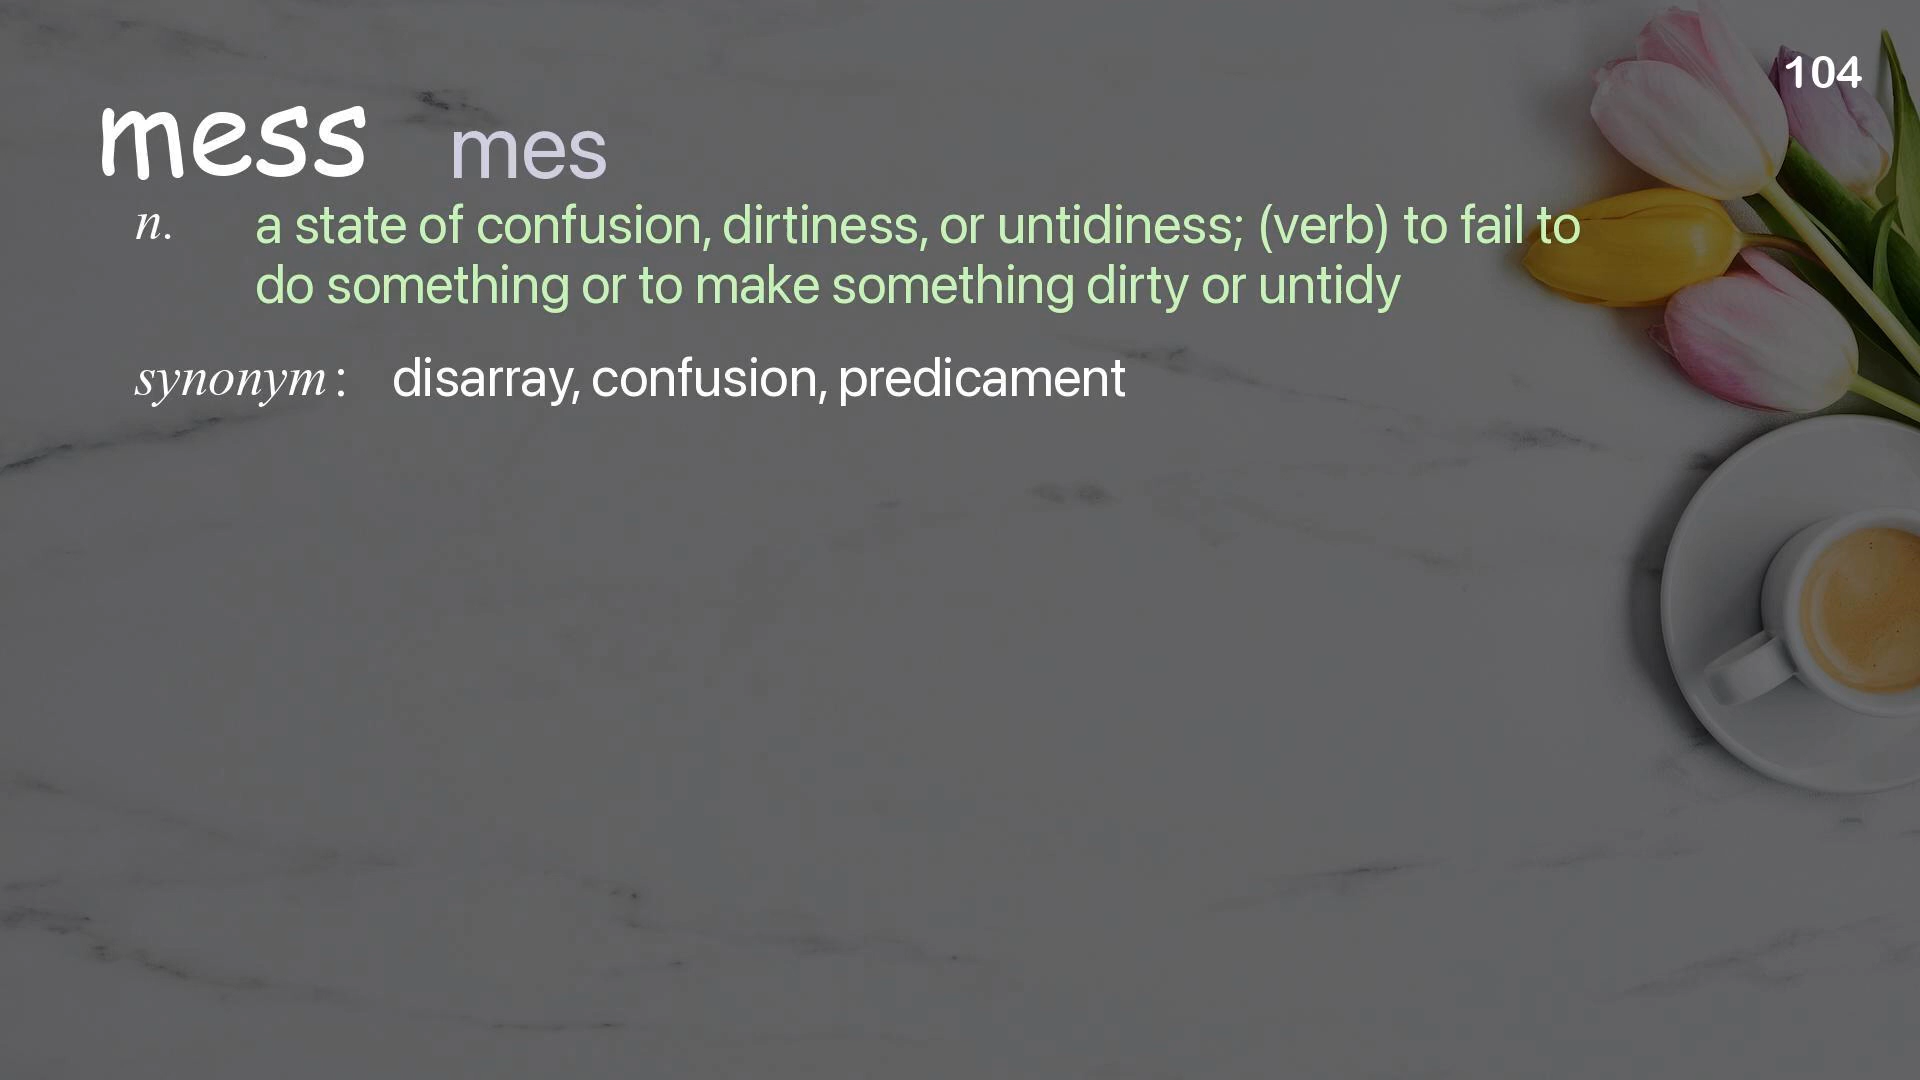 104
mess mes
n. a state of confusion, dirtiness, or untidiness; (verb) to fail to
do something or to make something dirty or untidy
synonym : disarray, confusion, predicament